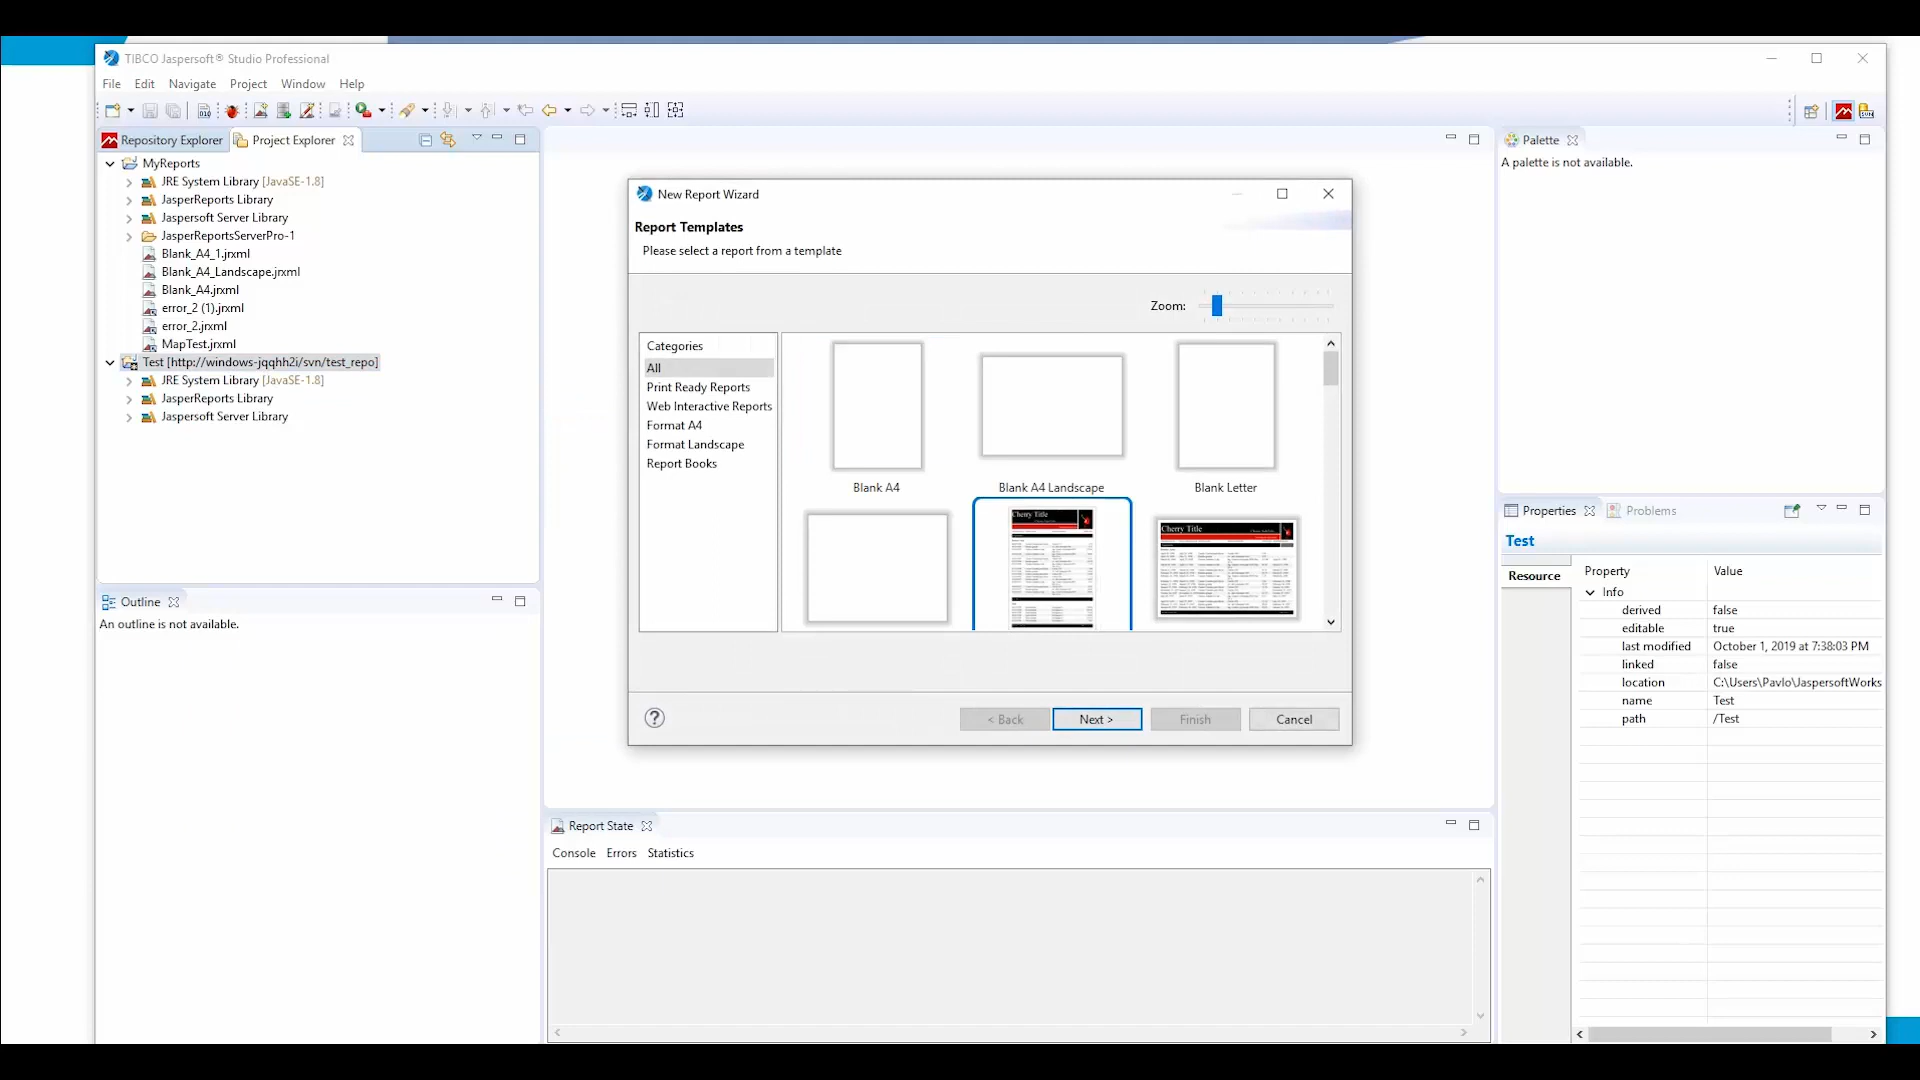 TIBCO Jaspersoft® Studio Professional
File Edit Navigate Project Window Help
Repository Explorer Project Explorer
MyReports
JRE System Library [JavaSE-1.8]
JasperReports Library
Jaspersoft Server Library
JasperReportsServerPro-1
Blank_A4_1.jrxml
Blank_A4_Landscape.jrxml
Blank_A4.jrxml
error_2 (1).jrxml
error_2.jrxml
MapTest.jrxml
Test [http://windows-jqqhh2i/svn/test_repo]
JRE System Library [JavaSE-1.8]
JasperReports Library
Jaspersoft Server Library
Outline
An outline is not available.
New Report Wizard
Report Templates
Please select a report from a template
Zoom:
Categories
All
Print Ready Reports
Web Interactive Reports
Format A4
Format Landscape
Report Books
Blank A4
Blank A4 Landscape
Blank Letter
Cherry Title
Cherry Title
?
< Back
Next >
Finish
Cancel
Report State
Console Errors Statistics
Palette
A palette is not available.
Properties Problems
Test
Resource
Property Value
Info
derived false
editable true
last modified October 1, 2019 at 7:38:03 PM
linked false
location C:\Users\Pavlo\JaspersoftWorks
name Test
path /Test